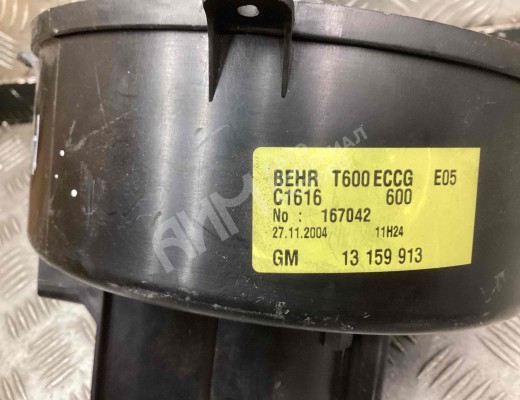 BEHR T600 ECCG E05
C1616 600
No : 167042
27.11.2004 11H24
GM 13 159 913